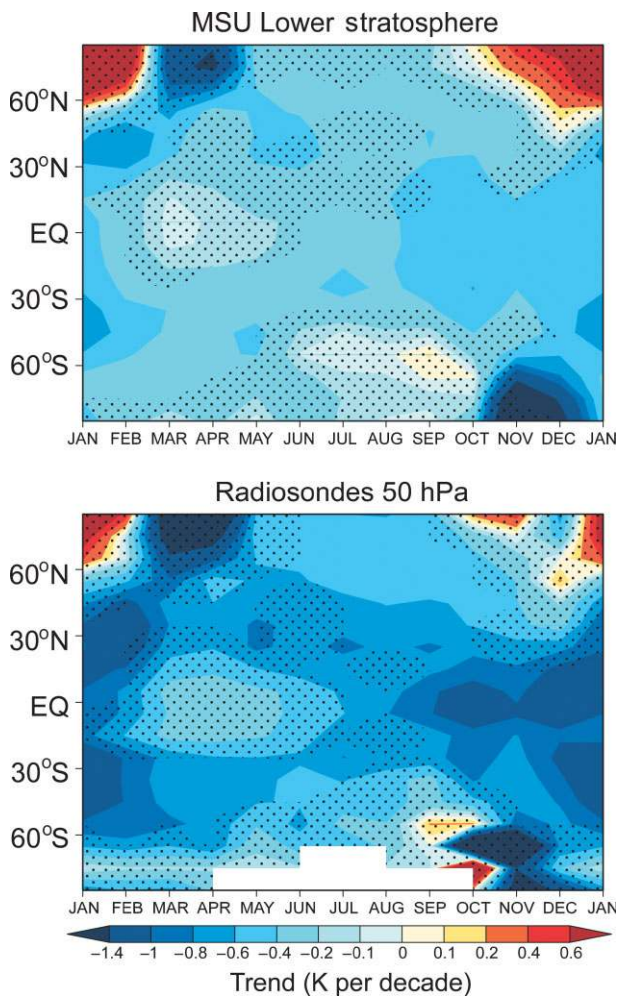 MSU Lower stratosphere
60°N
30°N
EQ
30°S
60°S
JAN FEB MAR APR MAY JUN JUL AUG SEP OCT NOV DEC JAN
Radiosondes 50 hPa
60°N
30°N
EQ
30°S
60°S
JAN FEB MAR APR MAY JUN JUL AUG SEP OCT NOV DEC JAN
−1.4 −1 −0.8 −0.6 −0.4 −0.2 −0.1 0 0.1 0.2 0.4 0.6
Trend (K per decade)